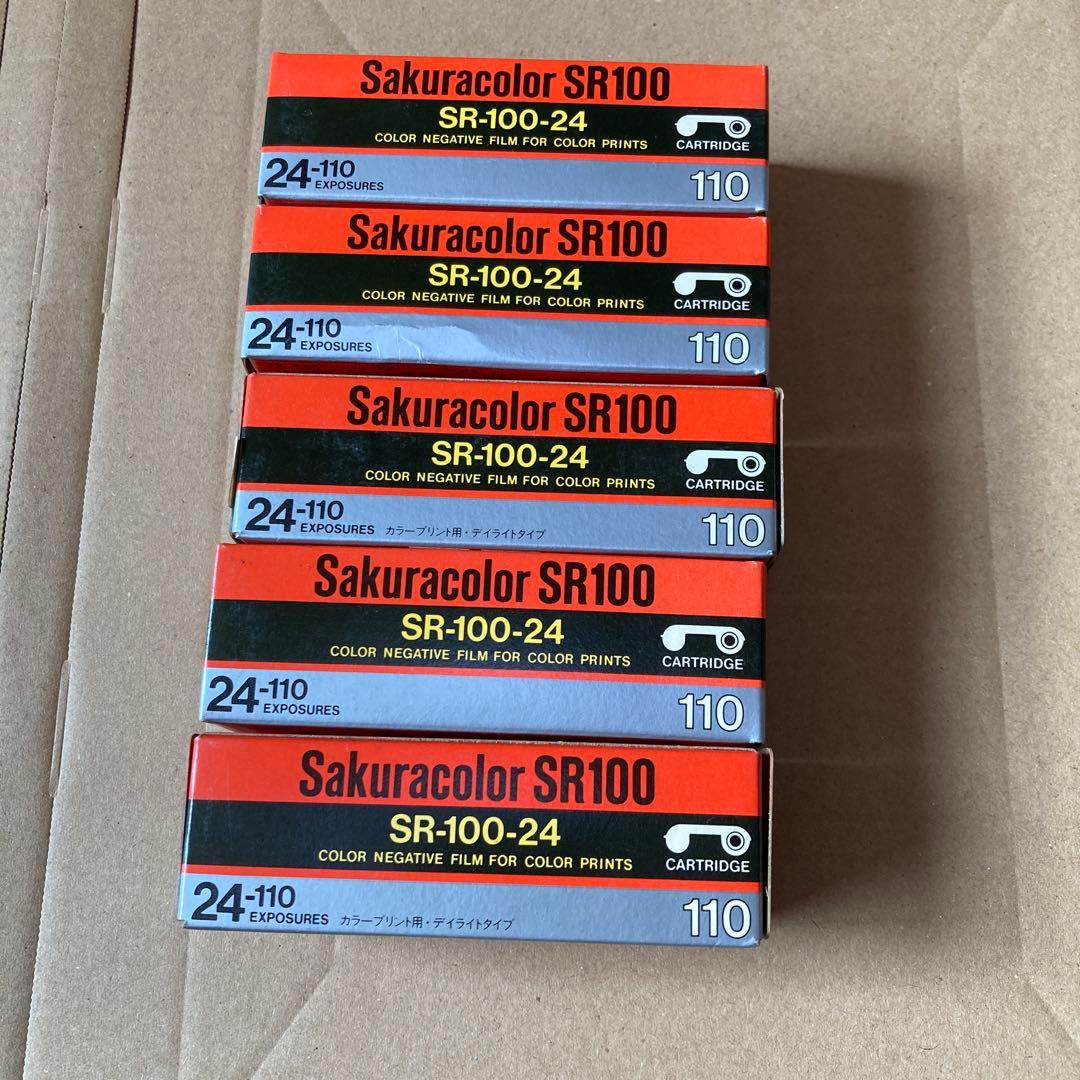 Sakuracolor SR100
SR-100-24
COLOR NEGATIVE FILM FOR COLOR PRINTS
CARTRIDGE
24-110
EXPOSURES
110
Sakuracolor SR100
SR-100-24
COLOR NEGATIVE FILM FOR COLOR PRINTS
CARTRIDGE
24-110
EXPOSURES
110
Sakuracolor SR100
SR-100-24
COLOR NEGATIVE FILM FOR COLOR PRINTS
CARTRIDGE
24-110
EXPOSURES カラープリント用・デイライトタイプ
110
Sakuracolor SR100
SR-100-24
COLOR NEGATIVE FILM FOR COLOR PRINTS
CARTRIDGE
24-110
EXPOSURES
110
Sakuracolor SR100
SR-100-24
COLOR NEGATIVE FILM FOR COLOR PRINTS
CARTRIDGE
24-110
EXPOSURES カラープリント用・デイライトタイプ
110